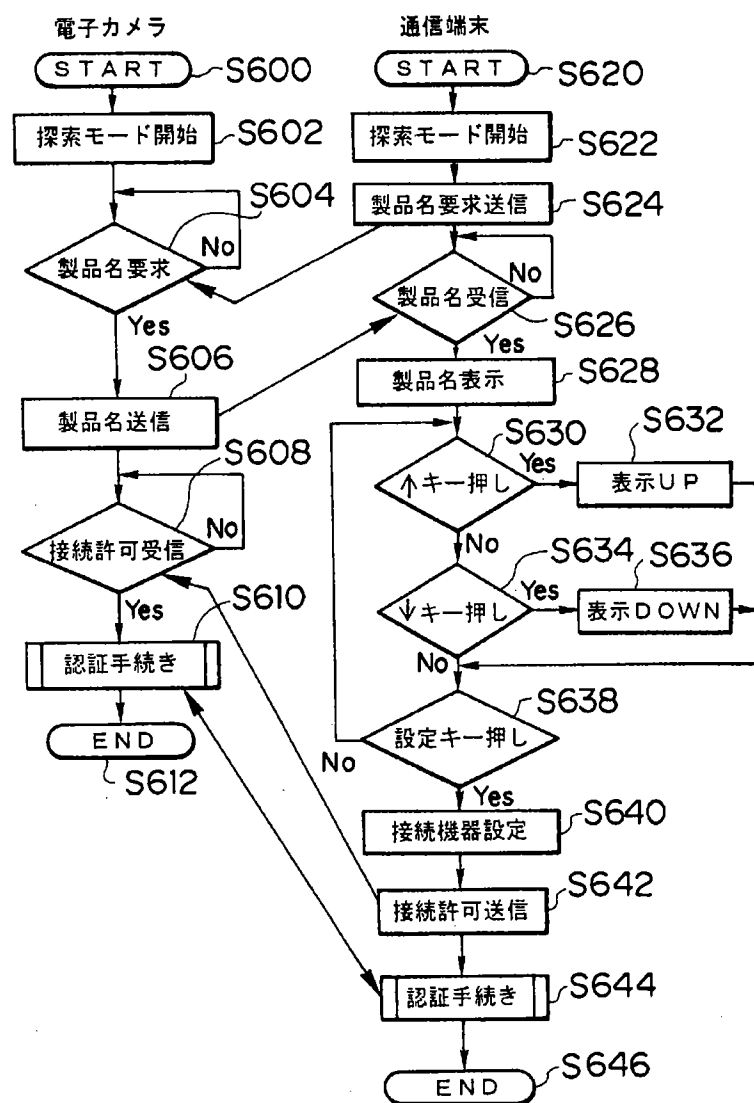 電子カメラ
START
S600
探索モード開始
S602
S604
製品名要求
No
Yes
S606
製品名送信
S608
接続許可受信
No
Yes
S610
認証手続き
END
S612
通信端末
START
S620
探索モード開始
S622
製品名要求送信
S624
No
製品名受信
S626
Yes
製品名表示
S628
S630
↑キー押し
Yes
S632
表示UP
No
S634
↓キー押し
Yes
S636
表示DOWN
No
S638
設定キー押し
No
Yes
接続機器設定
S640
接続許可送信
S642
認証手続き
S644
END
S646